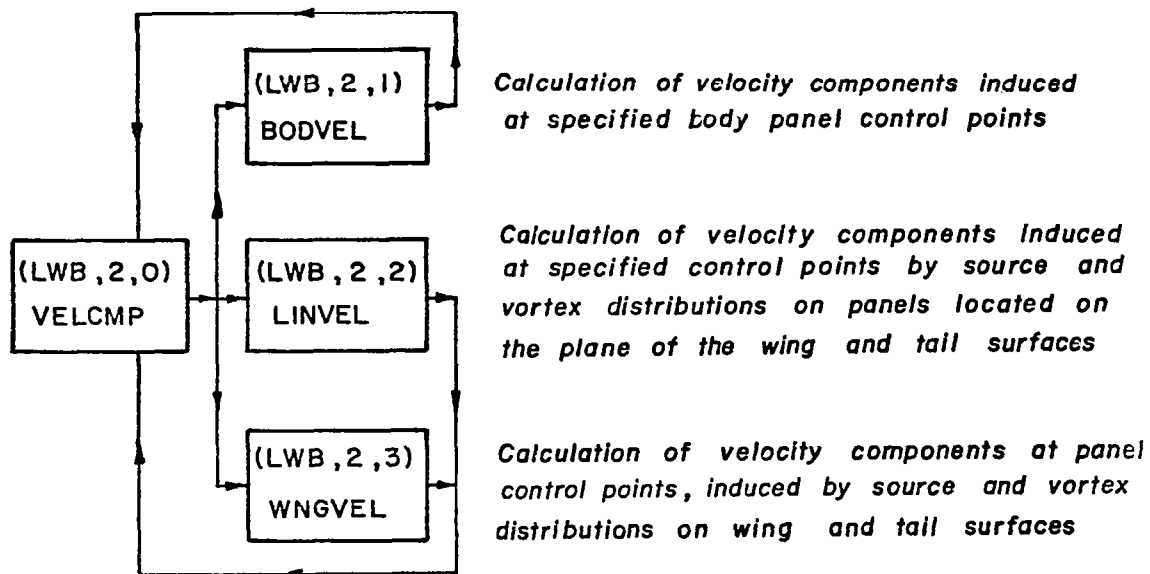 (LWB,2,1)
BODVEL
Calculation of velocity components induced
at specified body panel control points
(LWB,2,0)
VELCMP
(LWB,2,2)
LINVEL
Calculation of velocity components induced
at specified control points by source and
vortex distributions on panels located on
the plane of the wing and tail surfaces
(LWB,2,3)
WNGVEL
Calculation of velocity components at panel
control points, induced by source and vortex
distributions on wing and tail surfaces